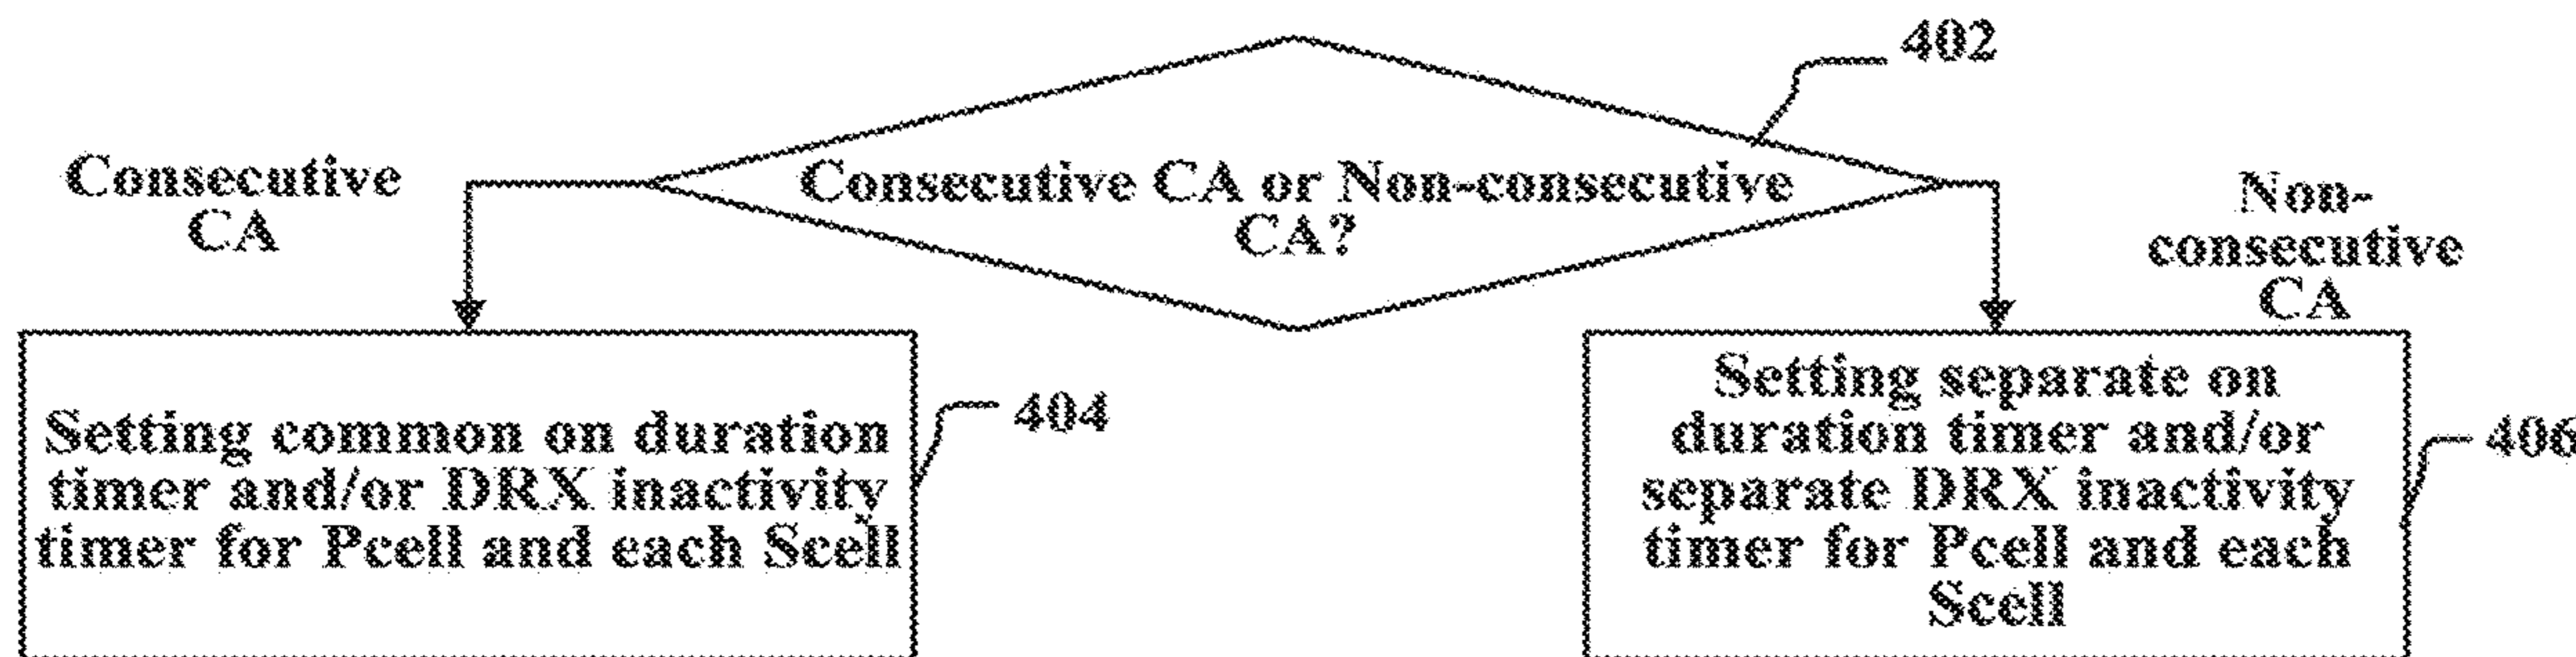 402
Consecutive CA or Non-consecutive
CA?
Consecutive
CA
Non-
consecutive
CA
Setting common on duration
timer and/or DRX inactivity
timer for Pcell and each Scell
404
Setting separate on
duration timer and/or
separate DRX inactivity
timer for Pcell and each
Scell
406